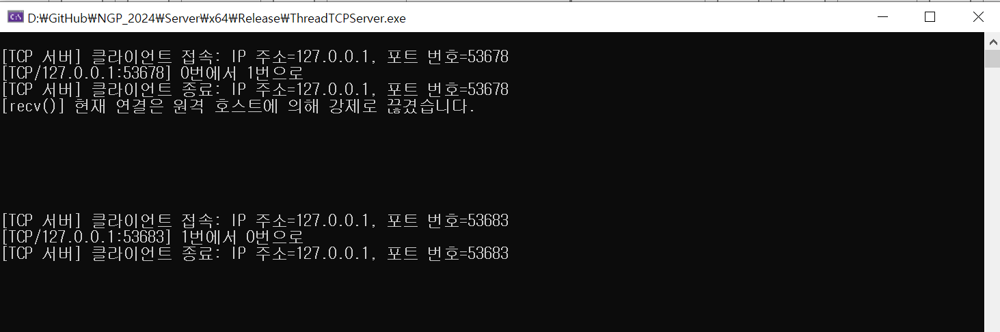 D:₩GitHub₩NGP_2024₩Server₩x64₩Release₩ThreadTCPServer.exe
[TCP 서버] 클라이언트 접속: IP 주소=127.0.0.1, 포트 번호=53678
[TCP/127.0.0.1:53678] 0번에서 1번으로
[TCP 서버] 클라이언트 종료: IP 주소=127.0.0.1, 포트 번호=53678
[recv()] 현재 연결은 원격 호스트에 의해 강제로 끊겼습니다.
[TCP 서버] 클라이언트 접속: IP 주소=127.0.0.1, 포트 번호=53683
[TCP/127.0.0.1:53683] 1번에서 0번으로
[TCP 서버] 클라이언트 종료: IP 주소=127.0.0.1, 포트 번호=53683